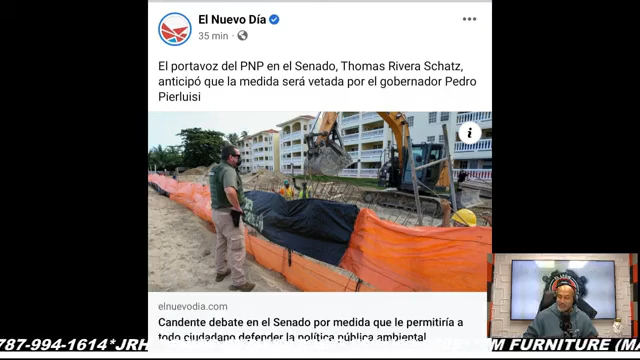 El Nuevo Día
35 min ·
El portavoz del PNP en el Senado, Thomas Rivera Schatz,
anticipó que la medida será vetada por el gobernador Pedro
Pierluisi
elnuevodia.com
Candente debate en el Senado por medida que le permitiría a
todo ciudadano defender la política pública ambiental
787-994-1614*JRH
M FURNITURE (MA